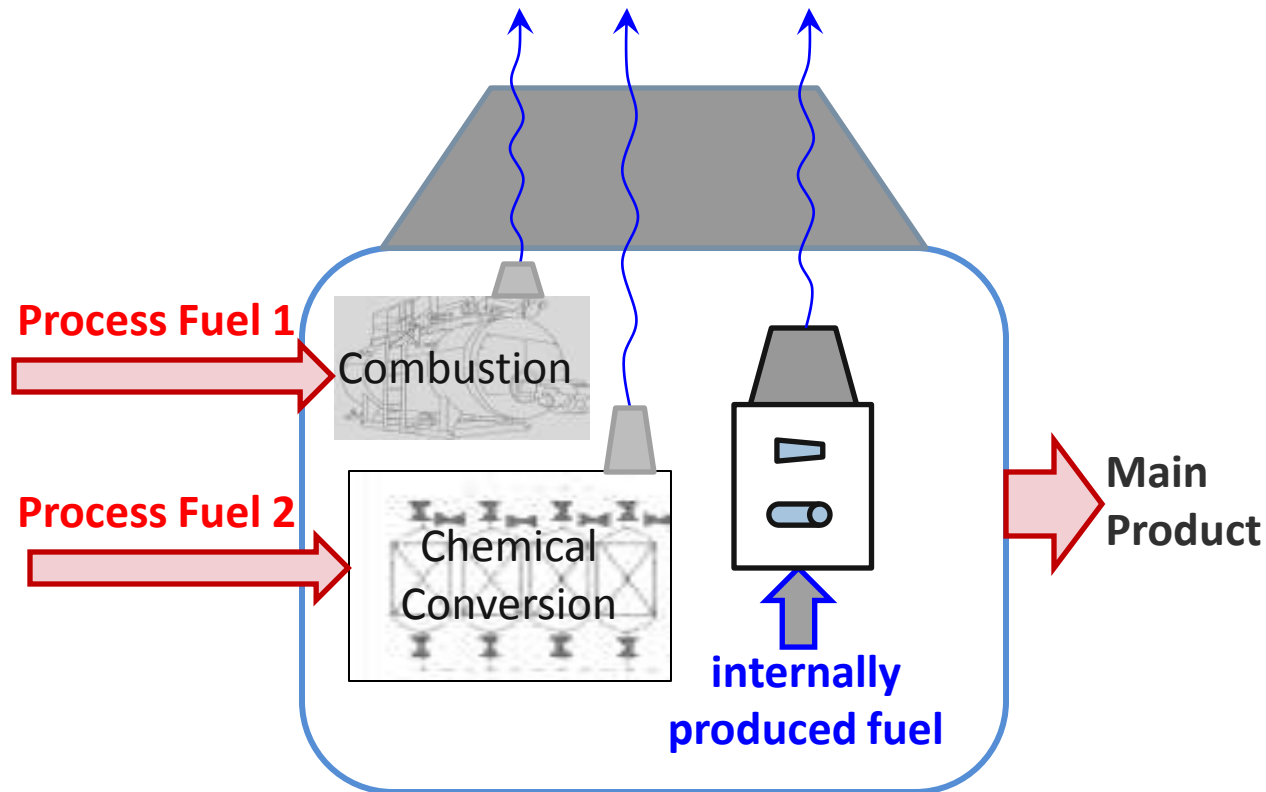 Process Fuel 1
Combustion
Process Fuel 2
Chemical
Conversion
Main
Product
internally
produced fuel